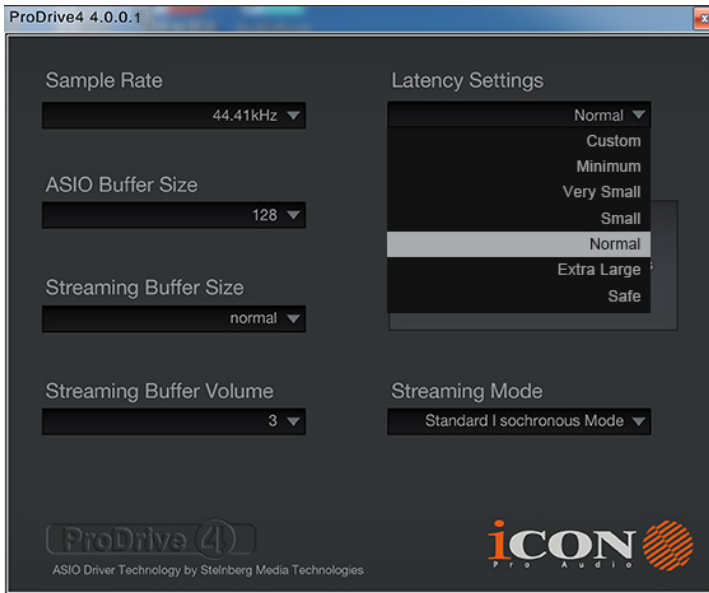 ProDrive4 4.0.0.1
x
Sample Rate
44.41kHz
ASIO Buffer Size
128
Streaming Buffer Size
normal
Streaming Buffer Volume
3
Latency Settings
Normal
Custom
Minimum
Very Small
Small
Normal
Extra Large
Safe
Streaming Mode
Standard I sochronous Mode
ProDrive 4
ASIO Driver Technology by Steinberg Media Technologies
iCON
Pro Audio